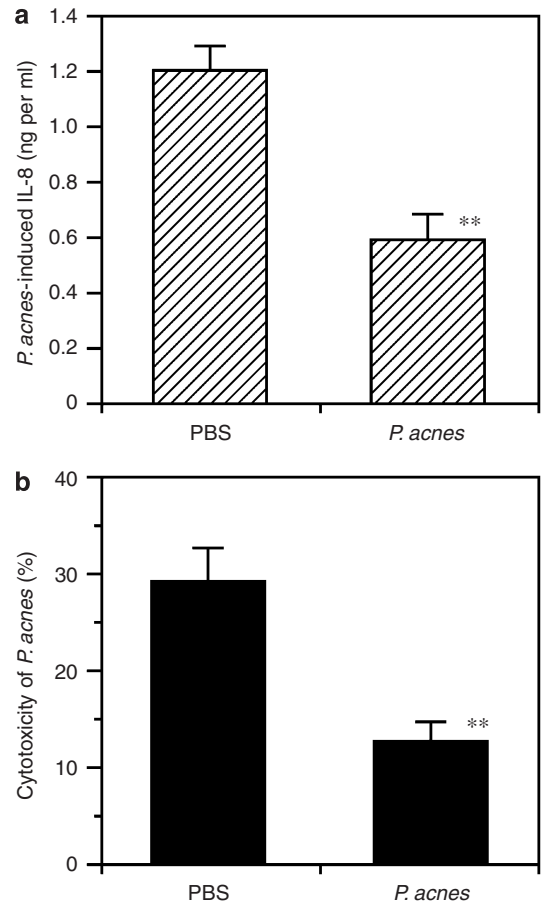 a
P. acnes-induced IL-8 (ng per ml)
1.4
1.2
1.0
0.8
0.6
0.4
0.2
0
**
PBS
P. acnes
b
Cytotoxicity of P. acnes (%)
40
30
20
10
0
**
PBS
P. acnes